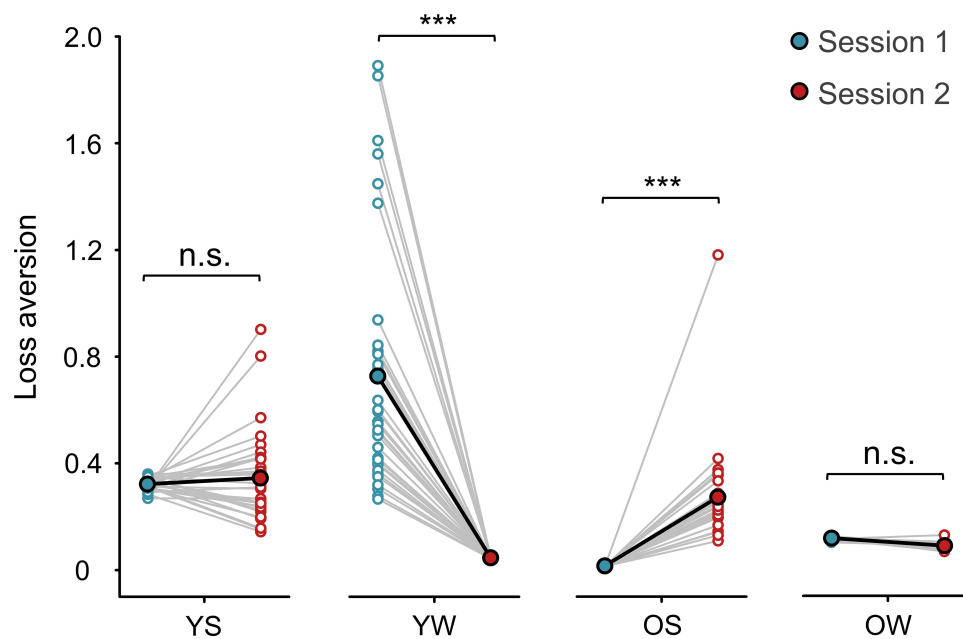 ***
2.0
Session 1
Session 2
1.6
***
1.2
n.s.
Loss aversion
0.8
0.4
n.s.
0
YS
YW
OS
OW